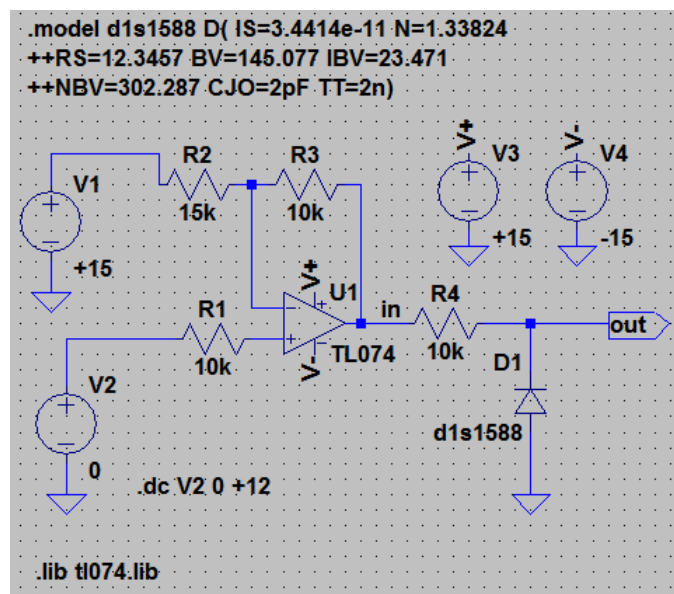 .model d1s1588 D( IS=3.4414e-11 N=1.33824
++RS=12.3457 BV=145.077 IBV=23.471
++NBV=302.287 CJO=2pF TT=2n)
V+
V-
R2
R3
V3
V4
V1
15k
10k
+15
-15
+15
V+
U1
R1
in
R4
out
TL074
10k
V-
10k
D1
V2
d1s1588
0
.dc V2 0 +12
.lib tl074.lib